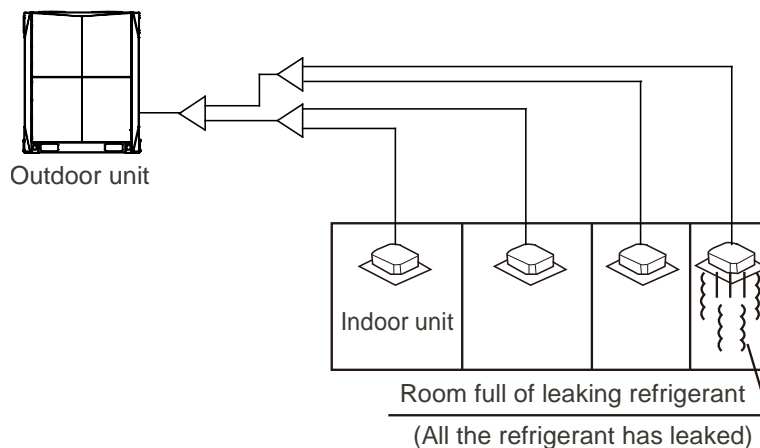 Outdoor unit
Indoor unit
Room full of leaking refrigerant
(All the refrigerant has leaked)